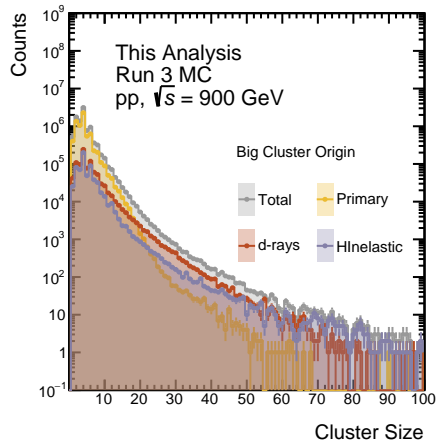 Counts
10⁹
10⁸
10⁷
10⁶
10⁵
10⁴
10³
10²
10
1
10⁻¹
This Analysis
Run 3 MC
pp, √s = 900 GeV
Big Cluster Origin
Total
Primary
d-rays
HInelastic
10 20 30 40 50 60 70 80 90 100
Cluster Size